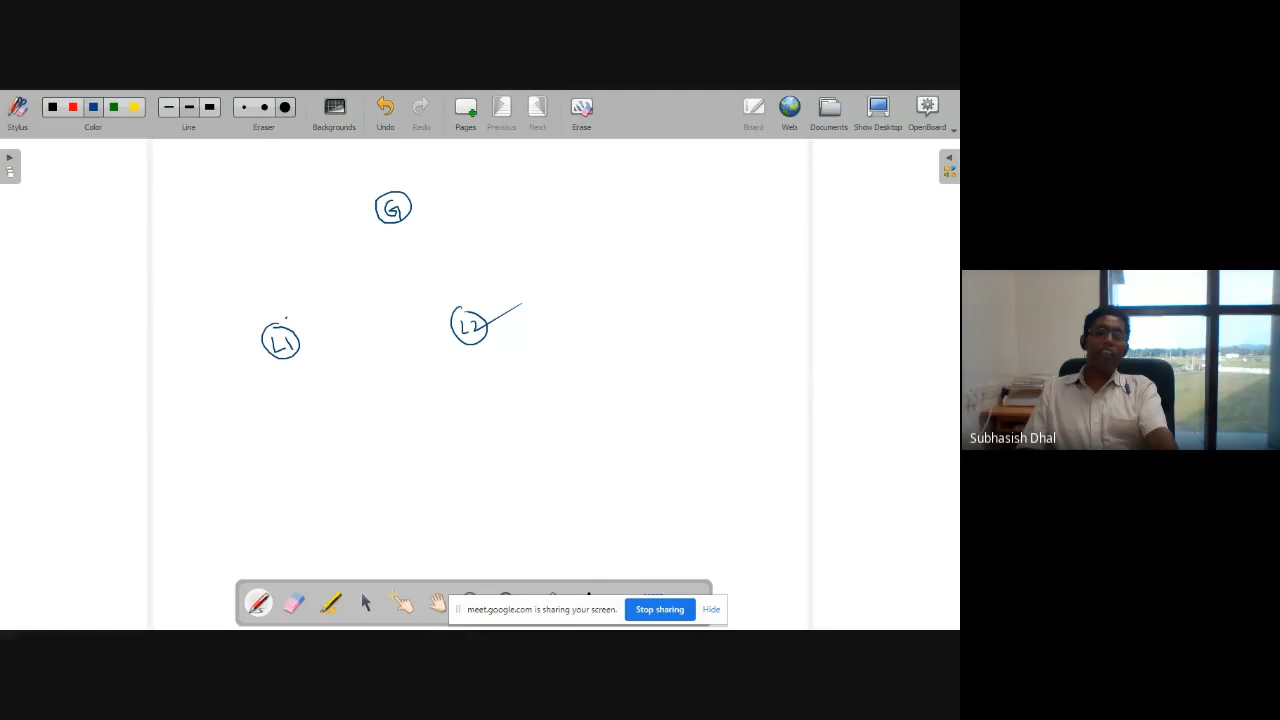 Stylus Color Line Eraser Backgrounds Undo Redo Pages Previous Next Erase Board Web Documents Show Desktop OpenBoard
G
L1 L2
Subhasish Dhal
meet.google.com is sharing your screen. Stop sharing Hide